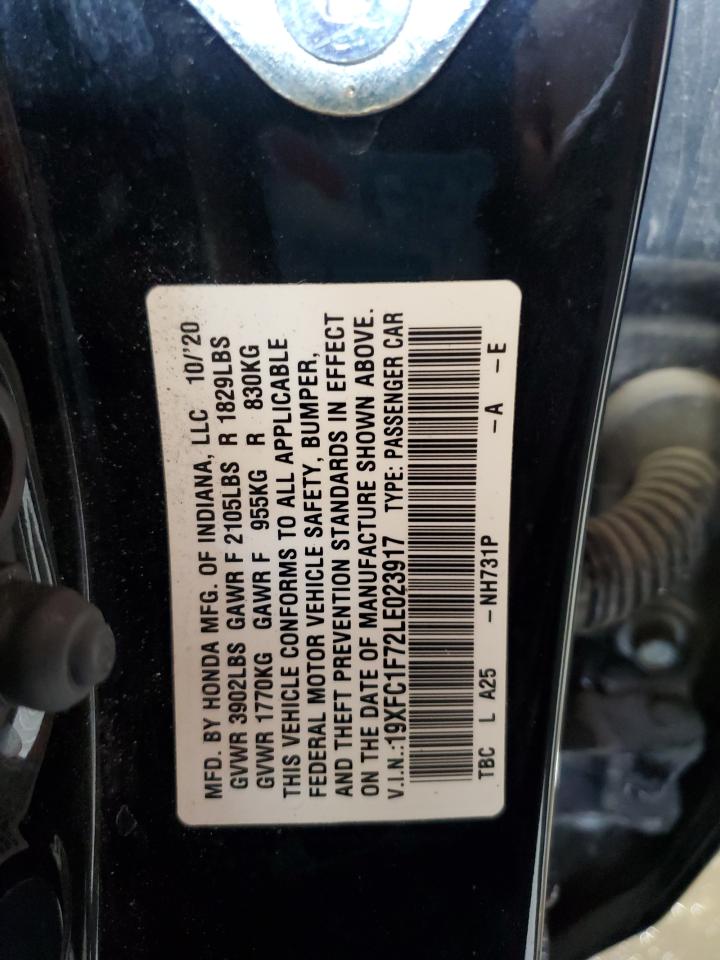 MFD. BY HONDA MFG. OF INDIANA, LLC 10/'20
GVWR 3902LBS GAWR F 2105LBS R 1829LBS
GVWR 1770KG GAWR F 955KG R 830KG
THIS VEHICLE CONFORMS TO ALL APPLICABLE
FEDERAL MOTOR VEHICLE SAFETY, BUMPER,
AND THEFT PREVENTION STANDARDS IN EFFECT
ON THE DATE OF MANUFACTURE SHOWN ABOVE.
V.I.N.:19XFC1F72LE023917 TYPE: PASSENGER CAR
TBC L A25 -NH731P -A -E